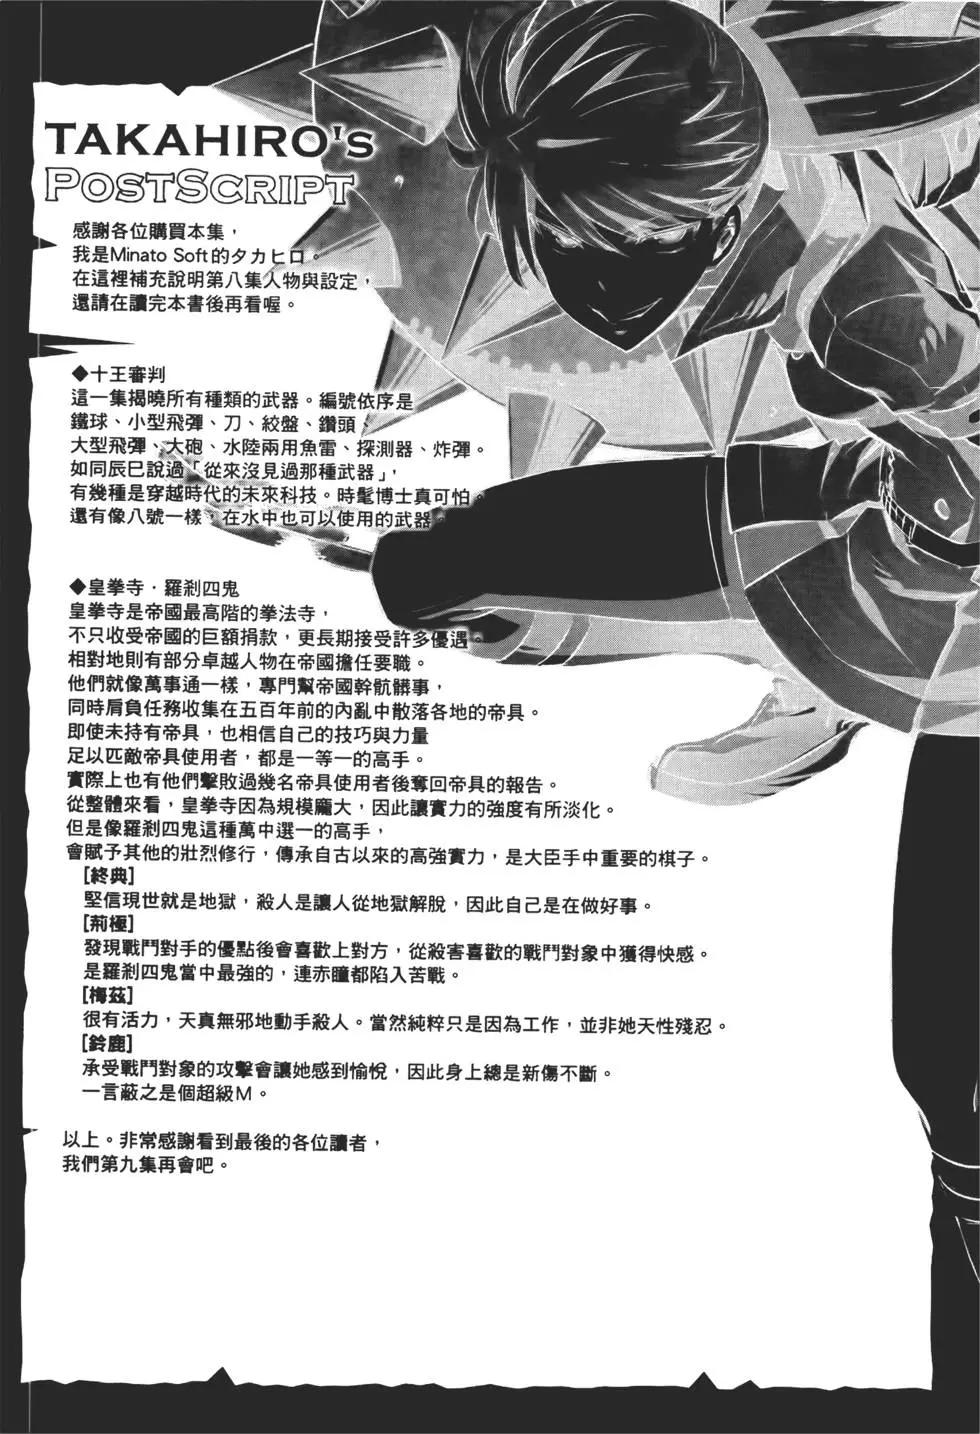 TAKAHIRO's
POSTSCRIPT
感謝各位購買本集，
我是Minato Soft的タカヒロ。
在這裡補充說明第八集人物與設定，
還請在讀完本書後再看喔。
◆十王審判
這一集揭曉所有種類的武器。編號依序是
鐵球、小型飛彈、刀、絞盤、鑽頭、
大型飛彈、大砲、水陸兩用魚雷、探測器、炸彈。
如同辰巳說過「從來沒見過那種武器」，
有幾種是穿越時代的未來科技。時髦博士真可怕。
還有像八號一樣，在水中也可以使用的武器。
◆皇拳寺．羅剎四鬼
皇拳寺是帝國最高階的拳法寺，
不只收受帝國的巨額捐款，更長期接受許多優遇。
相對地則有部分卓越人物在帝國擔任要職。
他們就像萬事通一樣，專門幫帝國幹骯髒事，
同時肩負任務收集在五百年前的內亂中散落各地的帝具。
即使未持有帝具，也相信自己的技巧與力量
足以匹敵帝具使用者，都是一等一的高手。
實際上也有他們擊敗過幾名帝具使用者後奪回帝具的報告。
從整體來看，皇拳寺因為規模龐大，因此讓實力的強度有所淡化。
但是像羅剎四鬼這種萬中選一的高手，
會賦予其他的壯烈修行，傳承自古以來的高強實力，是大臣手中重要的棋子。
[終典]
堅信現世就是地獄，殺人是讓人從地獄解脫，因此自己是在做好事。
[荊極]
發現戰鬥對手的優點後會喜歡上對方，從殺害喜歡的戰鬥對象中獲得快感。
是羅剎四鬼當中最強的，連赤瞳都陷入苦戰。
[梅茲]
很有活力，天真無邪地動手殺人。當然純粹只是因為工作，並非她天性殘忍。
[鈴鹿]
承受戰鬥對象的攻擊會讓她感到愉悅，因此身上總是新傷不斷。
一言蔽之是個超級M。
以上。非常感謝看到最後的各位讀者，
我們第九集再會吧。